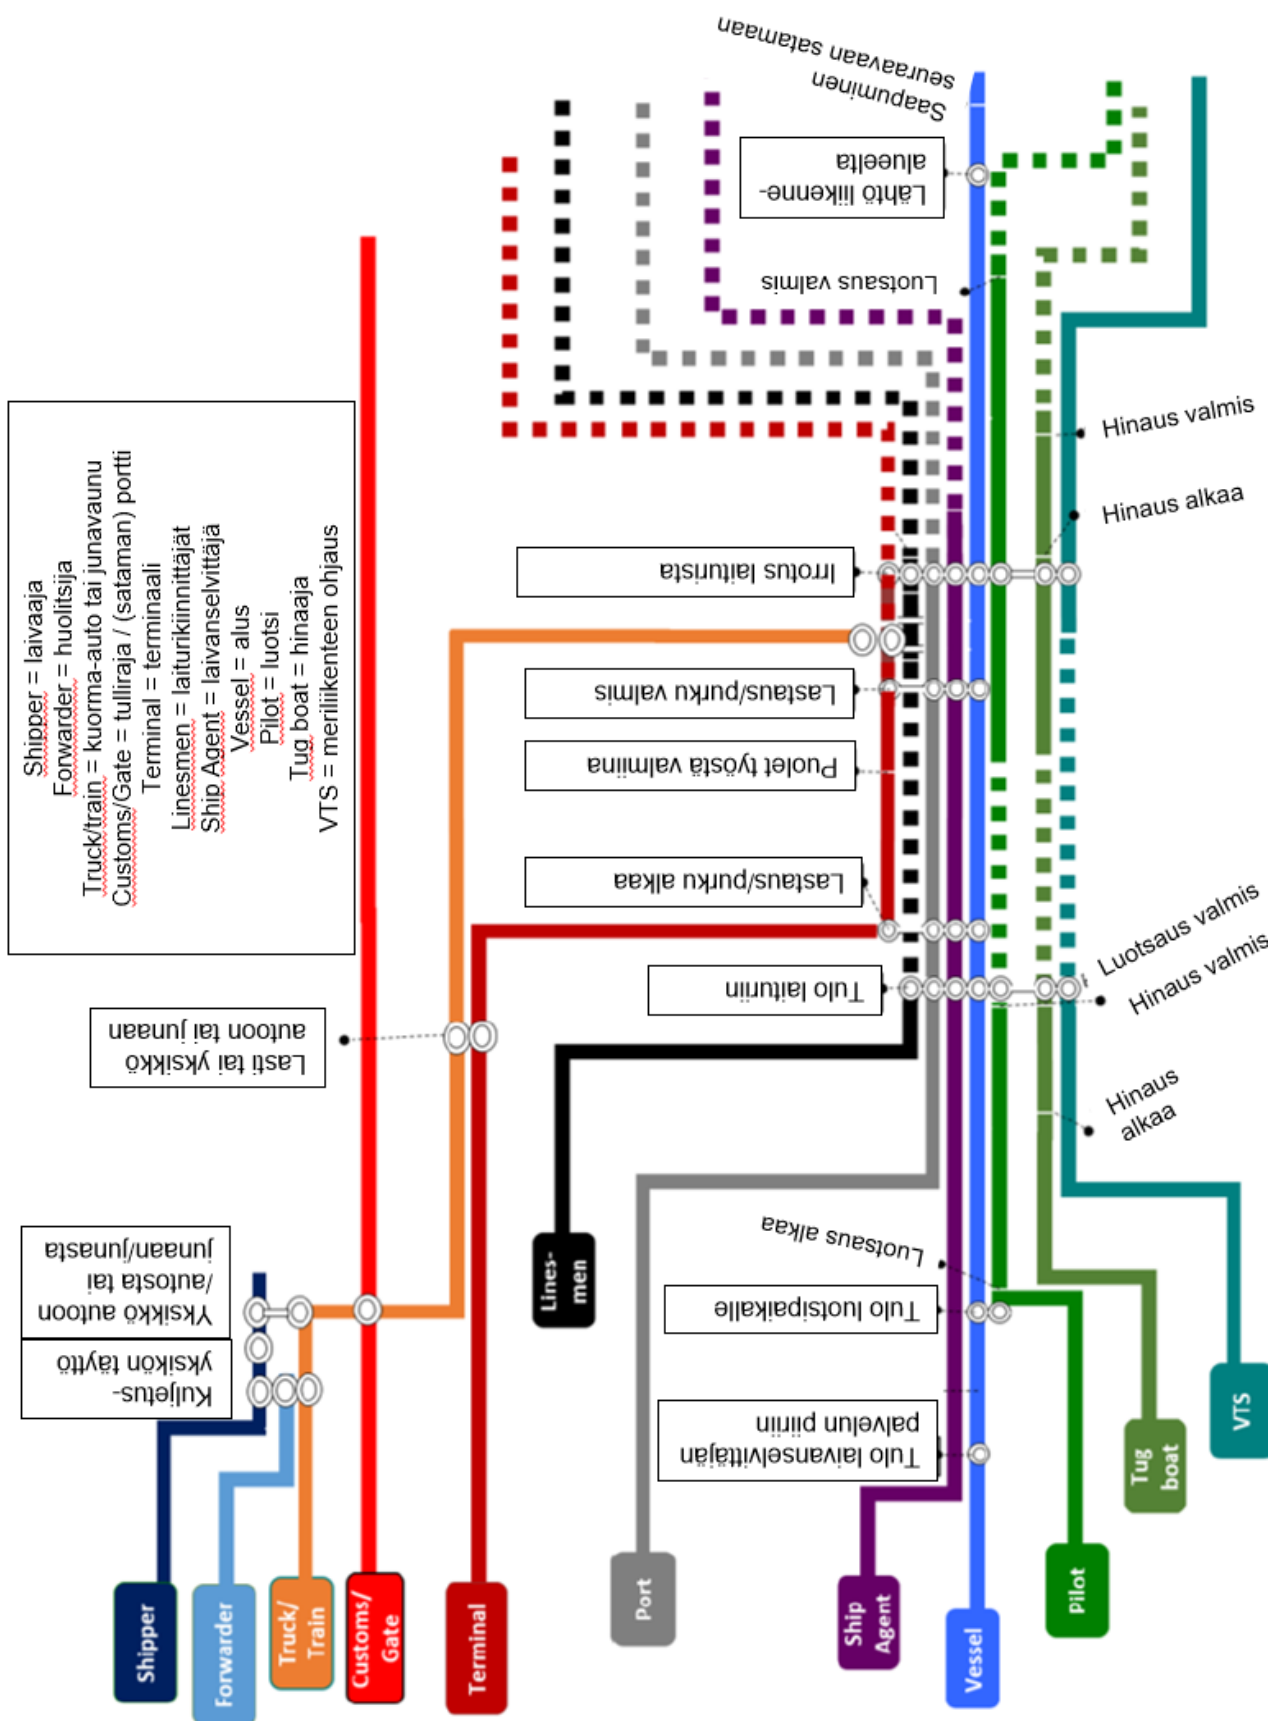 Shipper = laivaaja
Forwarder = huolitsija
Truck/train = kuorma-auto tai junavaunu
Customs/Gate = tulliraja / (sataman) portti
Terminal = terminaali
Linesmen = laiturikiinnittäjät
Ship Agent = laivanselvittäjä
Vessel = alus
Pilot = luotsi
Tug boat = hinaaja
VTS = meriliikenteen ohjaus
Shipper
Forwarder
Truck/
Train
Customs/
Gate
Terminal
Lines-
men
Port
Ship
Agent
Vessel
Pilot
Tug
boat
VTS
Kuljetus-
yksikön täyttö
Yksikkö autoon
/autosta tai
junaan/junasta
Lasti tai yksikkö
autoon tai junaan
Tulo laivanselvittäjän
palvelun piiriin
Tulo luotsipaikalle
Luotsaus alkaa
Hinaus
alkaa
Hinaus valmis
Luotsaus valmis
Tulo laituriin
Lastaus/purku alkaa
Puolet työstä valmiina
Lastaus/purku valmis
Irrotus laiturista
Hinaus alkaa
Hinaus valmis
Luotsaus valmis
Lähtö liikenne-
alueelta
Saapuminen
seuraavaan satamaan